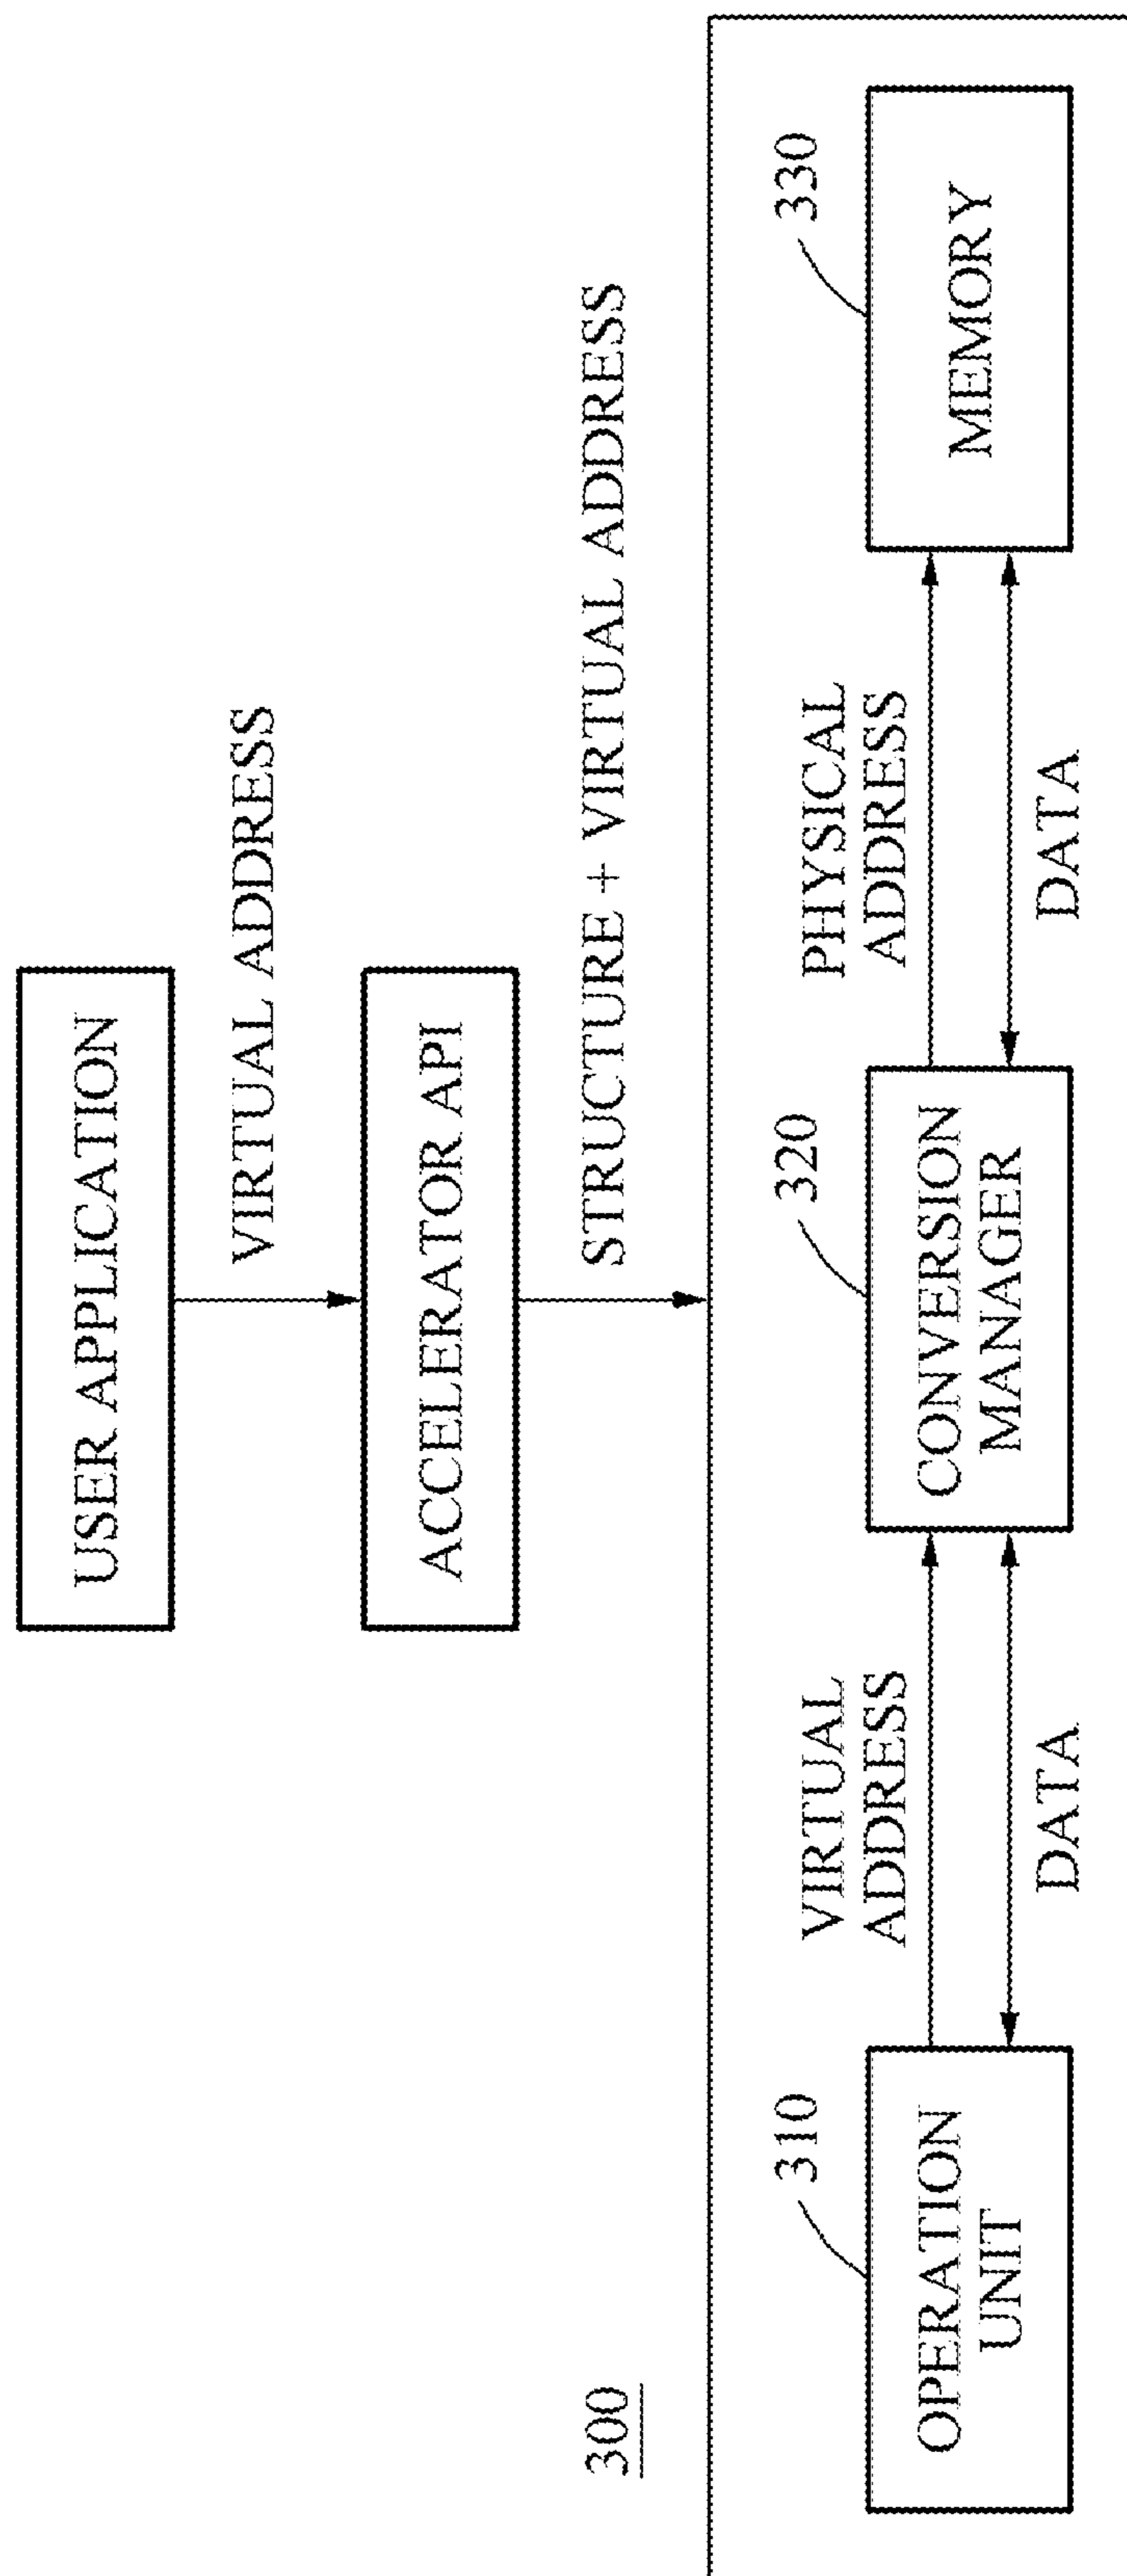 USER APPLICATION
VIRTUAL ADDRESS
ACCELERATOR API
300
STRUCTURE + VIRTUAL ADDRESS
310
OPERATION
UNIT
VIRTUAL
ADDRESS
DATA
320
CONVERSION
MANAGER
PHYSICAL
ADDRESS
DATA
330
MEMORY